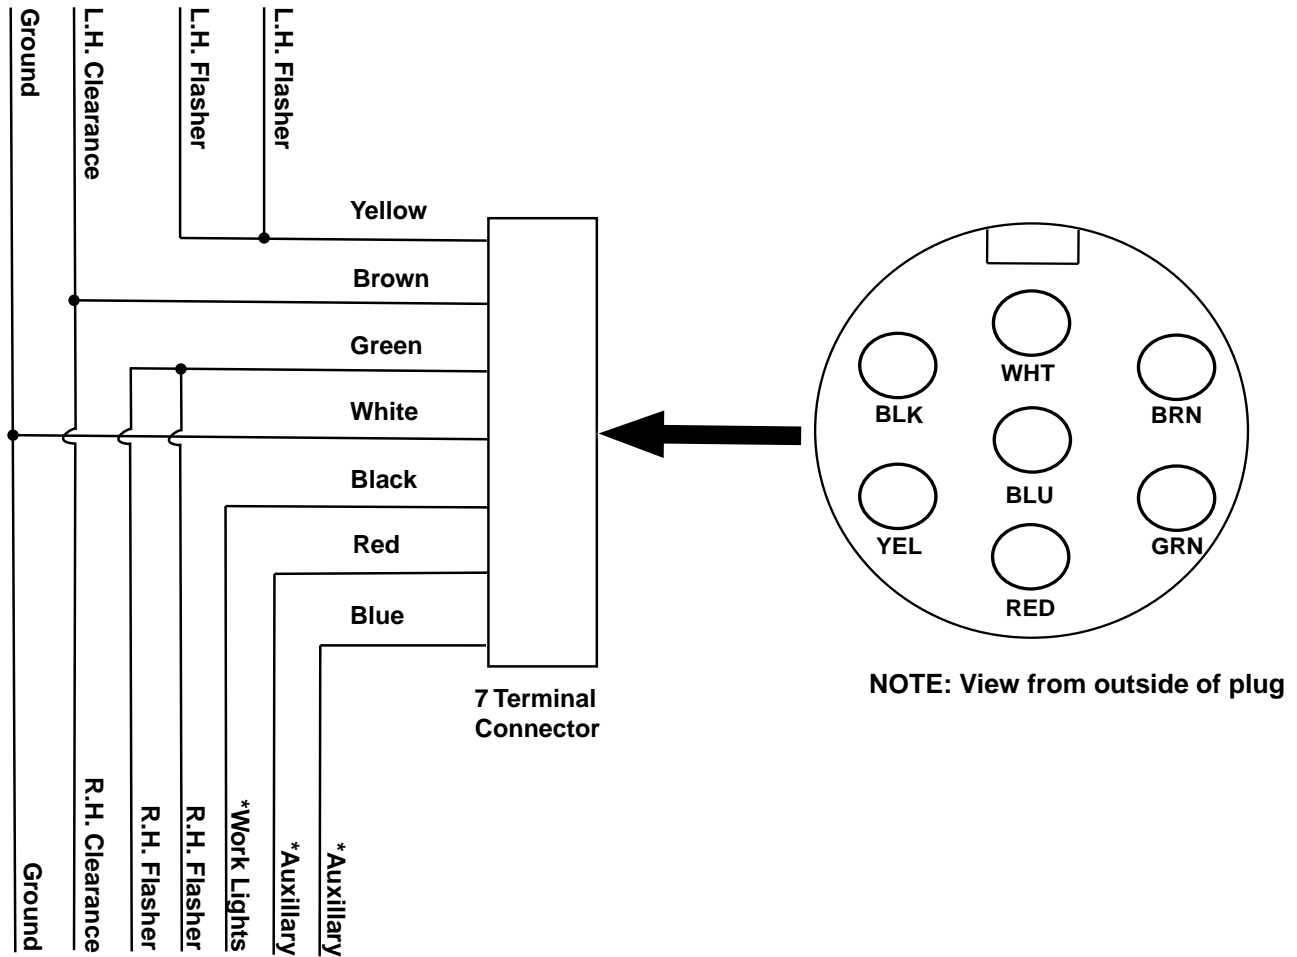 Ground
L.H. Clearance
L.H. Flasher
L.H. Flasher
Yellow
Brown
Green
White
Black
Red
Blue
7 Terminal
Connector
Ground
R.H. Clearance
R.H. Flasher
R.H. Flasher
*Work Lights
*Auxillary
*Auxillary
WHT
BLK
BRN
BLU
YEL
GRN
RED
NOTE: View from outside of plug